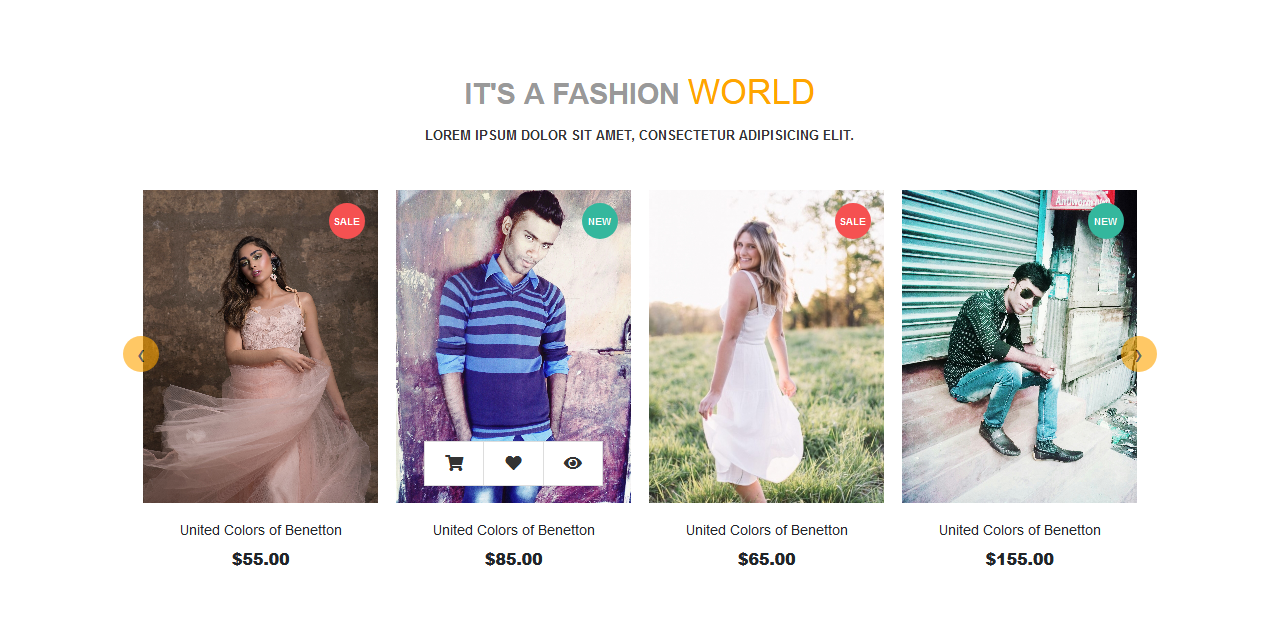 IT'S A FASHION WORLD
LOREM IPSUM DOLOR SIT AMET, CONSECTETUR ADIPISICING ELIT.
SALE
NEW
SALE
NEW
United Colors of Benetton
United Colors of Benetton
United Colors of Benetton
United Colors of Benetton
$55.00
$85.00
$65.00
$155.00